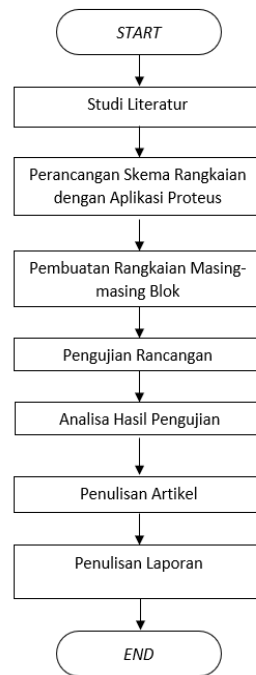 START
Studi Literatur
Perancangan Skema Rangkaian
dengan Aplikasi Proteus
Pembuatan Rangkaian Masing-
masing Blok
Pengujian Rancangan
Analisa Hasil Pengujian
Penulisan Artikel
Penulisan Laporan
END